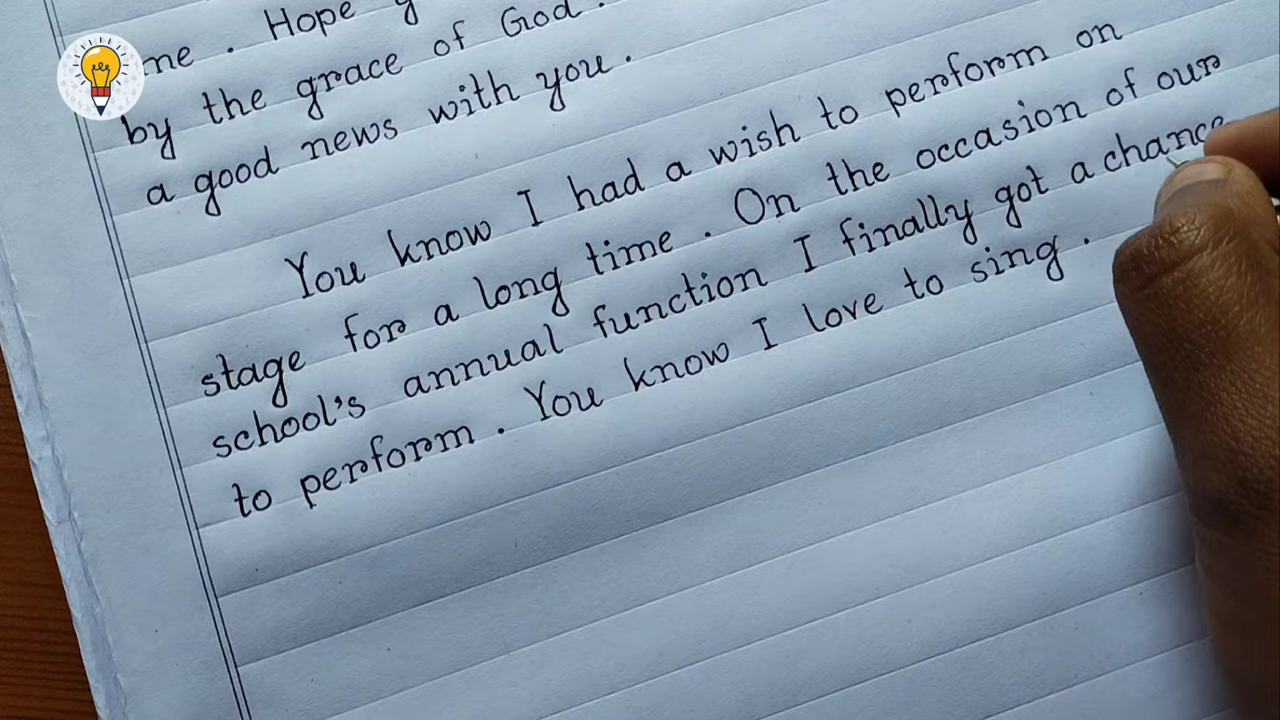 me. Hope
by the grace of God.
a good news with you.
You know I had a wish to perform on
stage for a long time. On the occasion of our
school's annual function I finally got a chance
to perform. You know I love to sing.